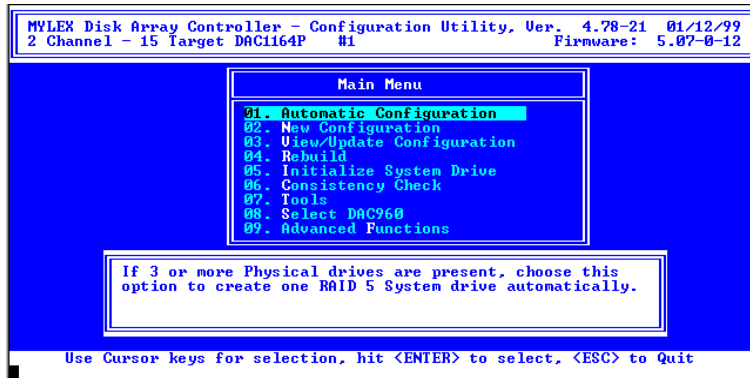 MYLEX Disk Array Controller - Configuration Utility, Ver. 4.78-21 01/12/99
2 Channel - 15 Target DAC1164P #1 Firmware: 5.07-0-12
Main Menu
01. Automatic Configuration
02. New Configuration
03. View/Update Configuration
04. Rebuild
05. Initialize System Drive
06. Consistency Check
07. Tools
08. Select DAC960
09. Advanced Functions
If 3 or more Physical drives are present, choose this
option to create one RAID 5 System drive automatically.
Use Cursor keys for selection, hit <ENTER> to select, <ESC> to Quit